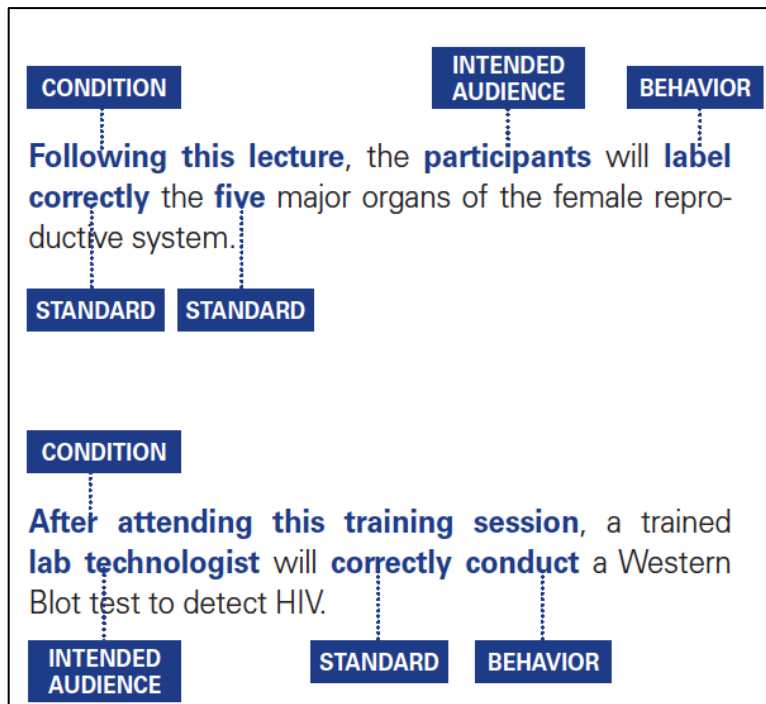 CONDITION
INTENDED
AUDIENCE
BEHAVIOR
Following this lecture, the participants will label
correctly the five major organs of the female repro-
ductive system.
STANDARD STANDARD
CONDITION
After attending this training session, a trained
lab technologist will correctly conduct a Western
Blot test to detect HIV.
INTENDED
AUDIENCE
STANDARD
BEHAVIOR